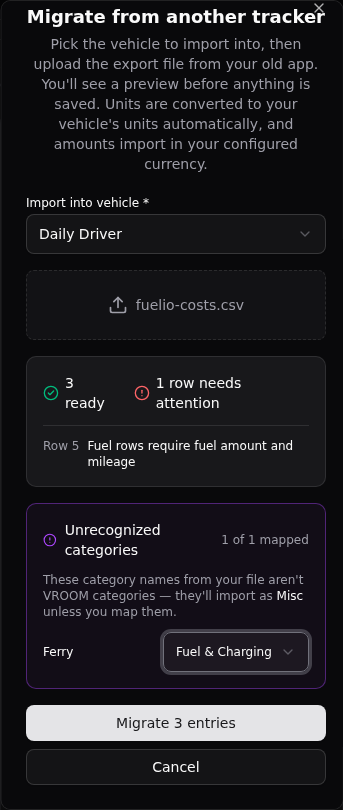 Migrate from another tracker
Pick the vehicle to import into, then
upload the export file from your old app.
You'll see a preview before anything is
saved. Units are converted to your
vehicle's units automatically, and
amounts import in your configured
currency.
Import into vehicle *
Daily Driver
fuelio-costs.csv
3
ready
1 row needs
attention
Row 5
Fuel rows require fuel amount and
mileage
Unrecognized
categories
1 of 1 mapped
These category names from your file aren't
VROOM categories — they'll import as Misc
unless you map them.
Ferry
Fuel & Charging
Migrate 3 entries
Cancel